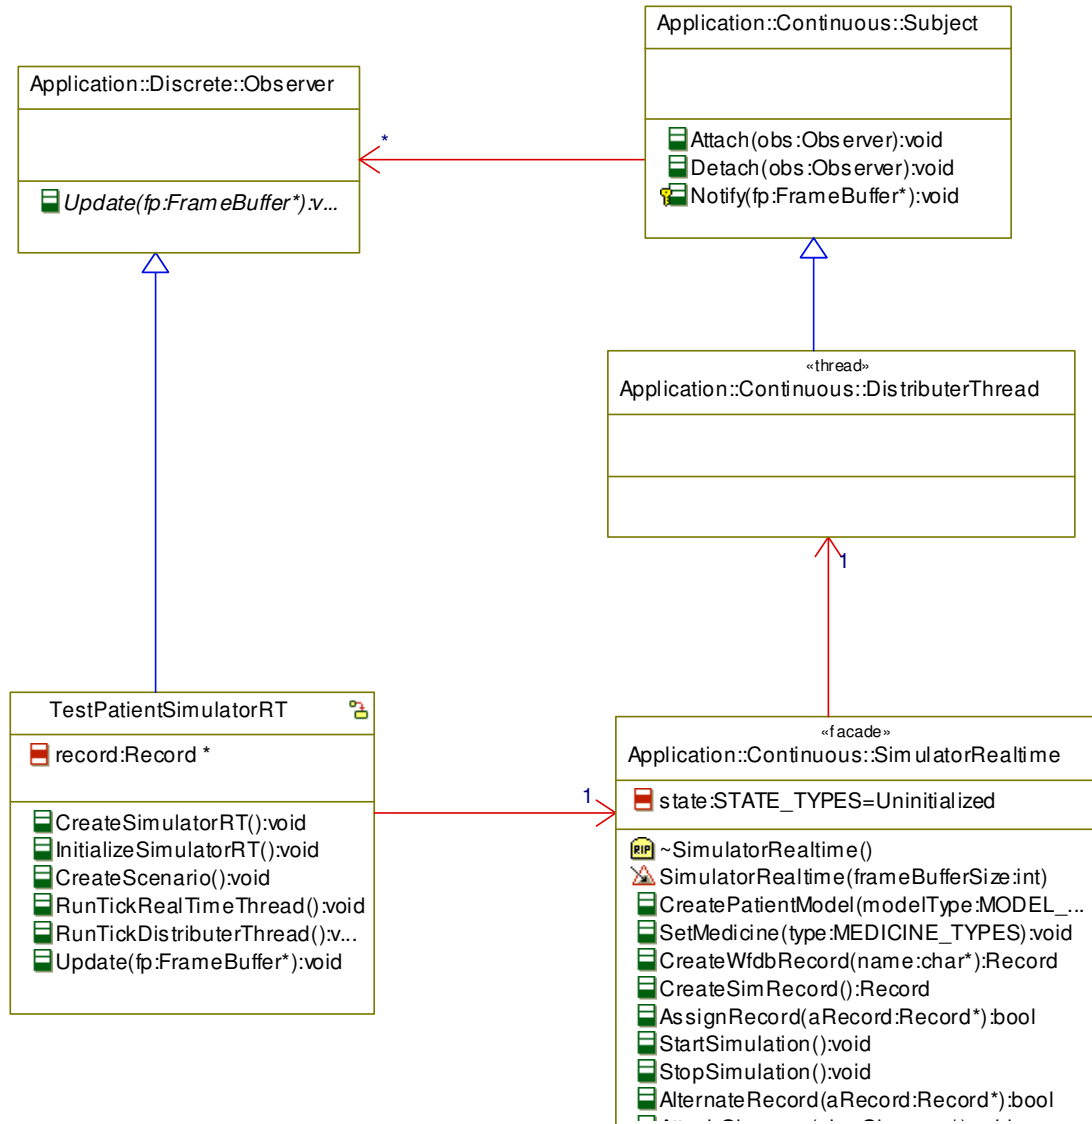 Application::Continuous::Subject
Attach(obs:Observer):void
Detach(obs:Observer):void
Notify(fp:FrameBuffer*):void
Application::Discrete::Observer
Update(fp:FrameBuffer*):v...
*
«thread»
Application::Continuous::DistributerThread
1
TestPatientSimulatorRT
record:Record *
CreateSimulatorRT():void
InitializeSimulatorRT():void
CreateScenario():void
RunTickRealTimeThread():void
RunTickDistributerThread():v...
Update(fp:FrameBuffer*):void
1
«facade»
Application::Continuous::SimulatorRealtime
state:STATE_TYPES=Uninitialized
RIP
~SimulatorRealtime()
SimulatorRealtime(frameBufferSize:int)
CreatePatientModel(modelType:MODEL_...
SetMedicine(type:MEDICINE_TYPES):void
CreateWfdbRecord(name:char*):Record
CreateSimRecord():Record
AssignRecord(aRecord:Record*):bool
StartSimulation():void
StopSimulation():void
AlternateRecord(aRecord:Record*):bool